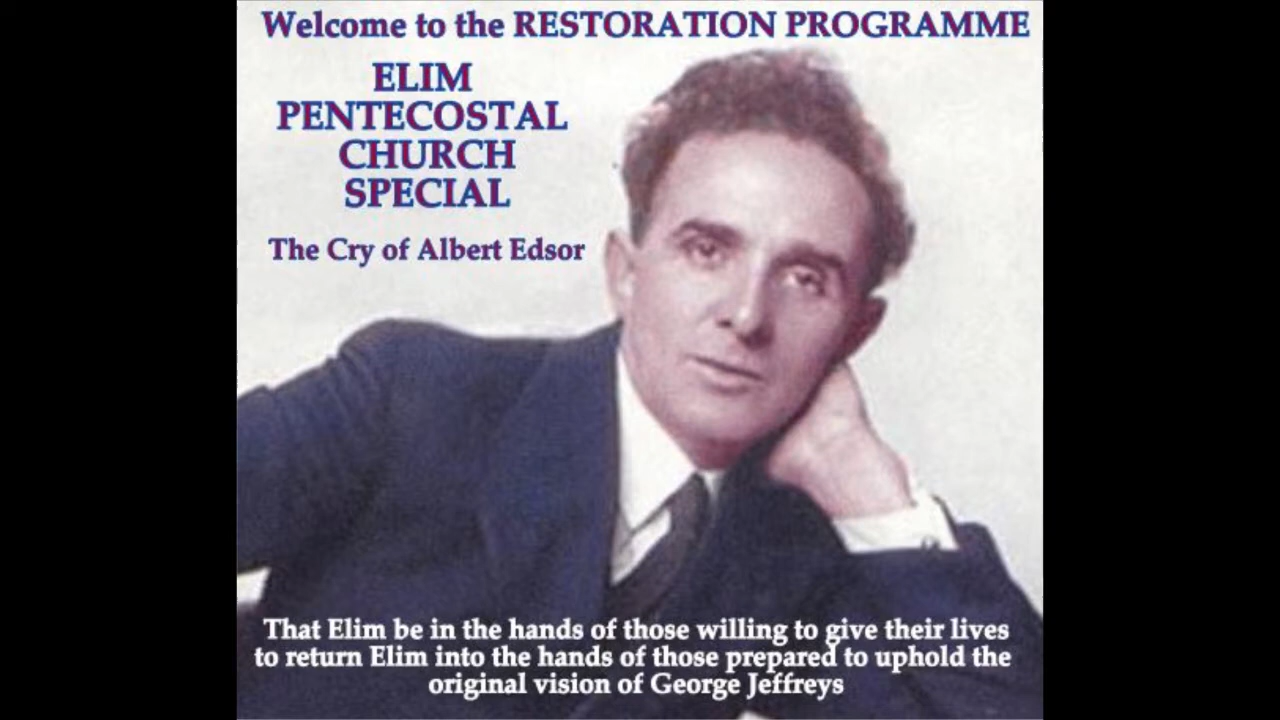 Welcome to the RESTORATION PROGRAMME
ELIM
PENTECOSTAL
CHURCH
SPECIAL
The Cry of Albert Edsor
That Elim be in the hands of those willing to give their lives
to return Elim into the hands of those prepared to uphold the
original vision of George Jeffreys